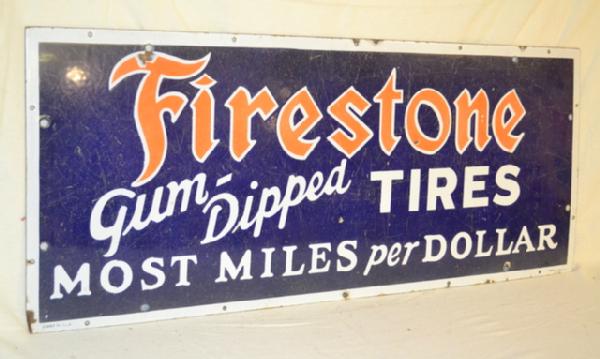 Firestone
Gum-Dipped TIRES
MOST MILES per DOLLAR